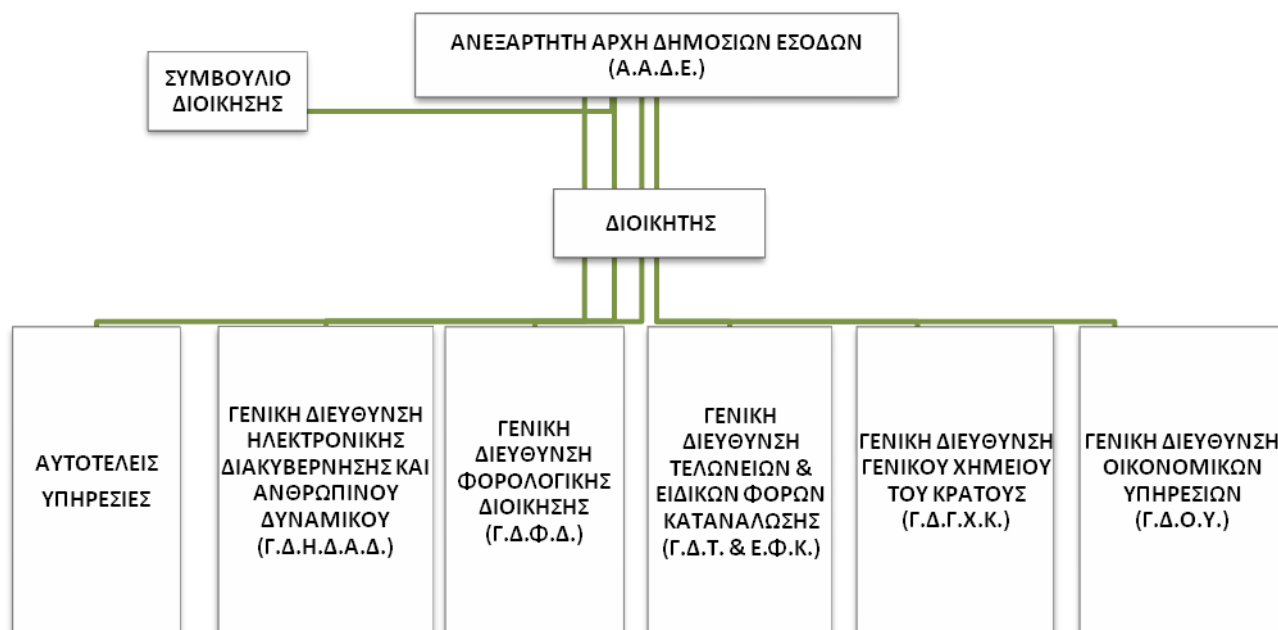 ΑΝΕΞΑΡΤΗΤΗ ΑΡΧΗ ΔΗΜΟΣΙΩΝ ΕΣΟΔΩΝ
(Α.Α.Δ.Ε.)
ΣΥΜΒΟΥΛΙΟ
ΔΙΟΙΚΗΣΗΣ
ΔΙΟΙΚΗΤΗΣ
ΑΥΤΟΤΕΛΕΙΣ
ΥΠΗΡΕΣΙΕΣ
ΓΕΝΙΚΗ ΔΙΕΥΘΥΝΣΗ
ΗΛΕΚΤΡΟΝΙΚΗΣ
ΔΙΑΚΥΒΕΡΝΗΣΗΣ ΚΑΙ
ΑΝΘΡΩΠΙΝΟΥ
ΔΥΝΑΜΙΚΟΥ
(Γ.Δ.Η.Δ.Α.Δ.)
ΓΕΝΙΚΗ
ΔΙΕΥΘΥΝΣΗ
ΦΟΡΟΛΟΓΙΚΗΣ
ΔΙΟΙΚΗΣΗΣ
(Γ.Δ.Φ.Δ.)
ΓΕΝΙΚΗ
ΔΙΕΥΘΥΝΣΗ
ΤΕΛΩΝΕΙΩΝ &
ΕΙΔΙΚΩΝ ΦΟΡΩΝ
ΚΑΤΑΝΑΛΩΣΗΣ
(Γ.Δ.Τ. & Ε.Φ.Κ.)
ΓΕΝΙΚΗ ΔΙΕΥΘΥΝΣΗ
ΓΕΝΙΚΟΥ ΧΗΜΕΙΟΥ
ΤΟΥ ΚΡΑΤΟΥΣ
(Γ.Δ.Γ.Χ.Κ.)
ΓΕΝΙΚΗ ΔΙΕΥΘΥΝΣΗ
ΟΙΚΟΝΟΜΙΚΩΝ
ΥΠΗΡΕΣΙΩΝ
(Γ.Δ.Ο.Υ.)